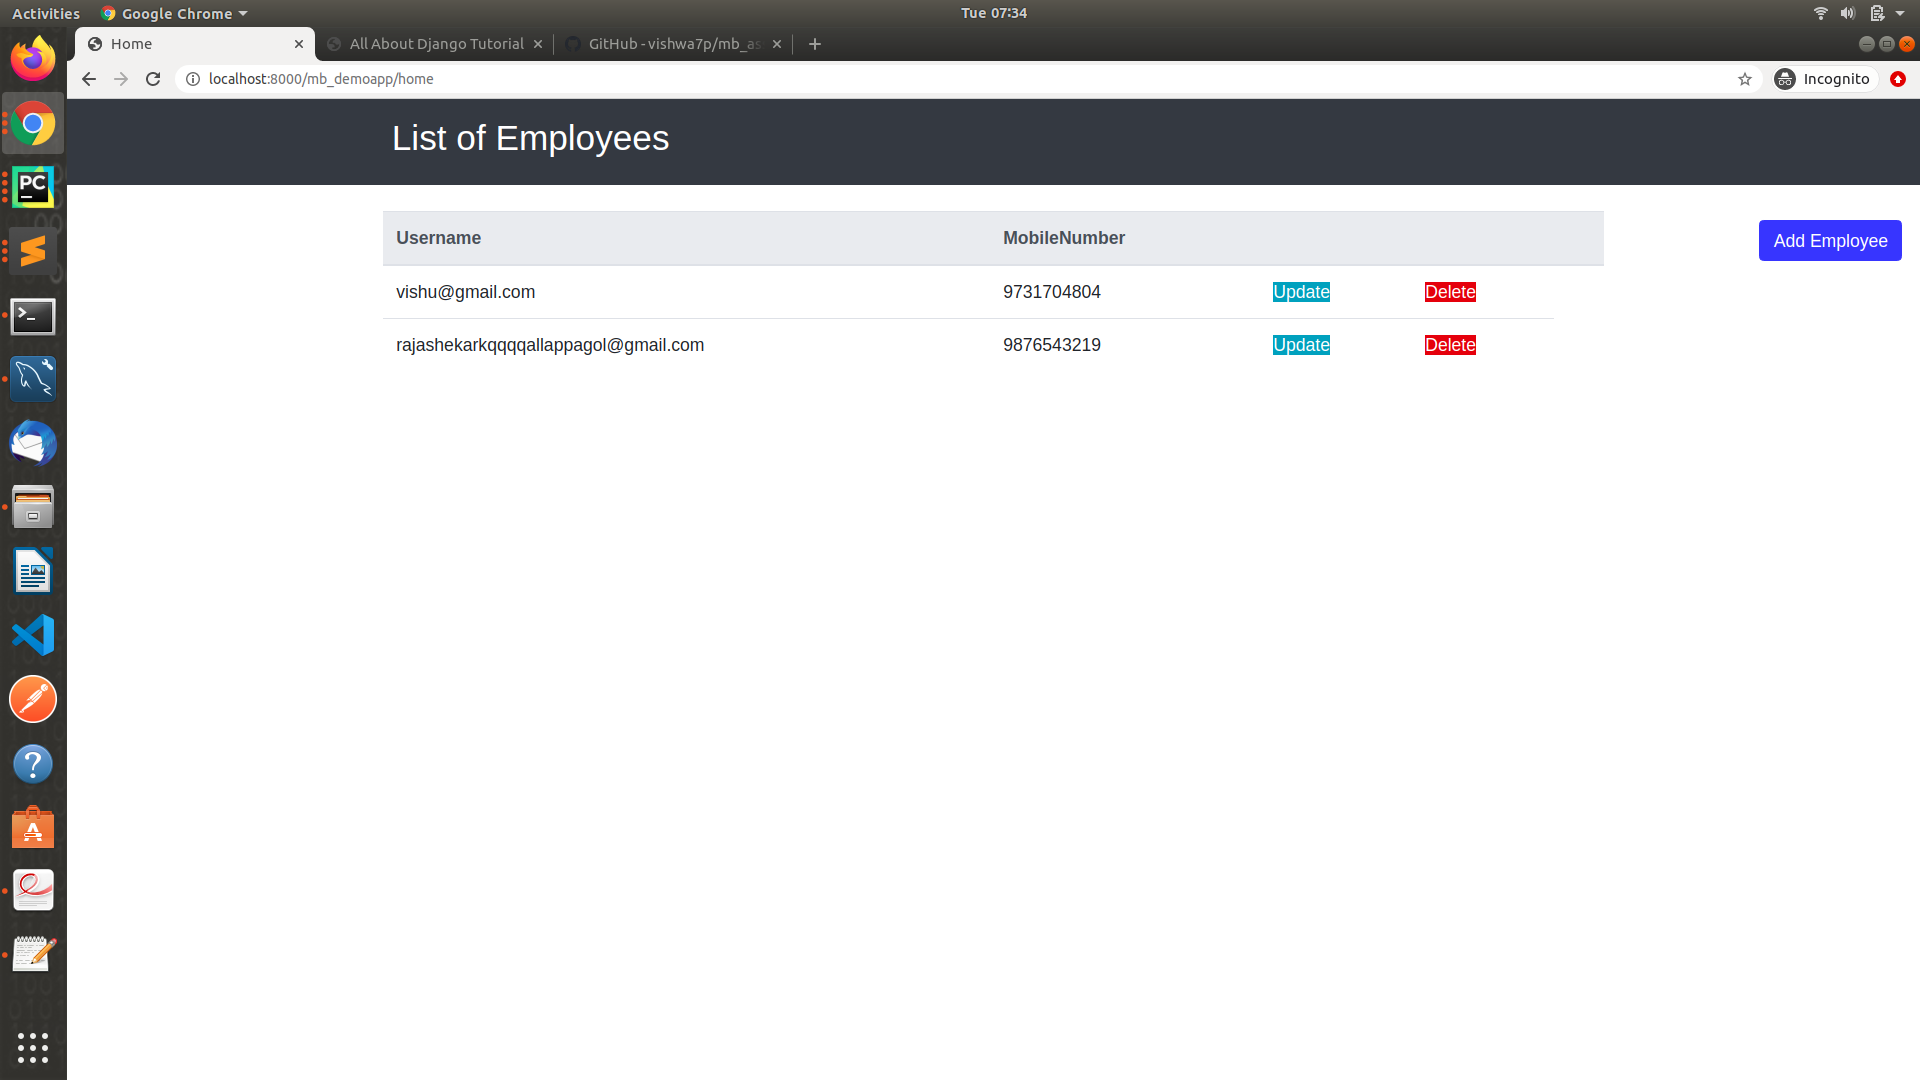 Activities Google Chrome Tue 07:34
Home All About Django Tutorial GitHub - vishwa7p/mb_as
localhost:8000/mb_demoapp/home Incognito
List of Employees
Username MobileNumber
Add Employee
vishu@gmail.com 9731704804 Update Delete
rajashekarkqqqqallappagol@gmail.com 9876543219 Update Delete
PC